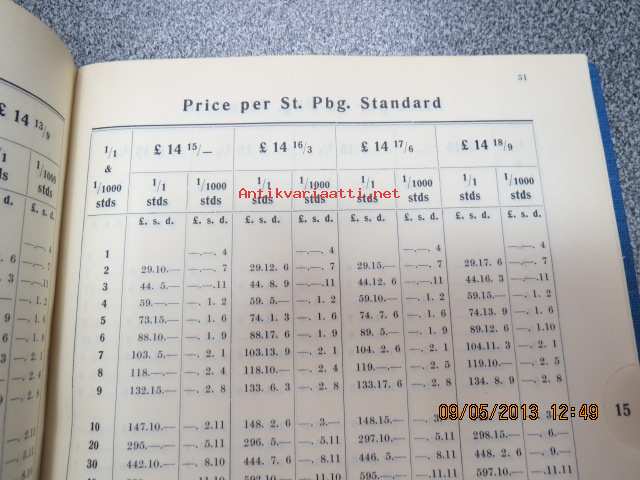 51
Price per St. Pbg. Standard
£ 14 15/9
1/1 & 1/1000 stds £ 14 15/— £ 14 16/3 £ 14 17/6 £ 14 18/9
1/1 stds 1/1000 stds 1/1 stds 1/1000 stds 1/1 stds 1/1000 stds 1/1 stds 1/1000 stds
Antikvariaatti.net
£. s. d. £. s. d. £. s. d. £. s. d. £. s. d. £. s. d. £. s. d. £. s. d.
1 —.—. 4 —.—. 4 —.—. 4 —.—. 4
2 29.10.— —.—. 7 29.12. 6 —.—. 7 29.15.— —.—. 7 29.17. 6 —.—. 7
3 44. 5.— —.—.11 44. 8. 9 —.—.11 44.12. 6 —.—.11 44.16. 3 —.—.11
4 59.—.— —. 1. 2 59. 5.— —. 1. 2 59.10.— —. 1. 2 59.15.— —. 1. 2
5 73.15.— —. 1. 6 74. 1. 3 —. 1. 6 74. 7. 6 —. 1. 6 74.13. 9 —. 1. 6
6 88.10.— —. 1. 9 88.17. 6 —. 1. 9 89. 5.— —. 1. 9 89.12. 6 —. 1.10
7 103. 5.— —. 2. 1 103.13. 9 —. 2. 1 104. 2. 6 —. 2. 1 104.11. 3 —. 2. 1
8 118.—.— —. 2. 4 118.10.— —. 2. 4 119.—.— —. 2. 5 119.10.— —. 2. 5
9 132.15.— —. 2. 8 133. 6. 3 —. 2. 8 133.17. 6 —. 2. 8 134. 8. 9 —. 2. 8
15
09/05/2013 12:49
10 147.10.— —. 2.11 148. 2. 6 —. 3.— 148.15.—
20 295.—.— —. 5.11 296. 5.— —. 5.11 297.10.— —. 5.11 298.15.— —. 6.—
30 442.10.— —. 8.10 444. 7. 6 —. 8.11 446. 5.— —. 8.11 448. 2. 6 —. 9.—
595.—.— —.11.11 597.10.— —.11.11